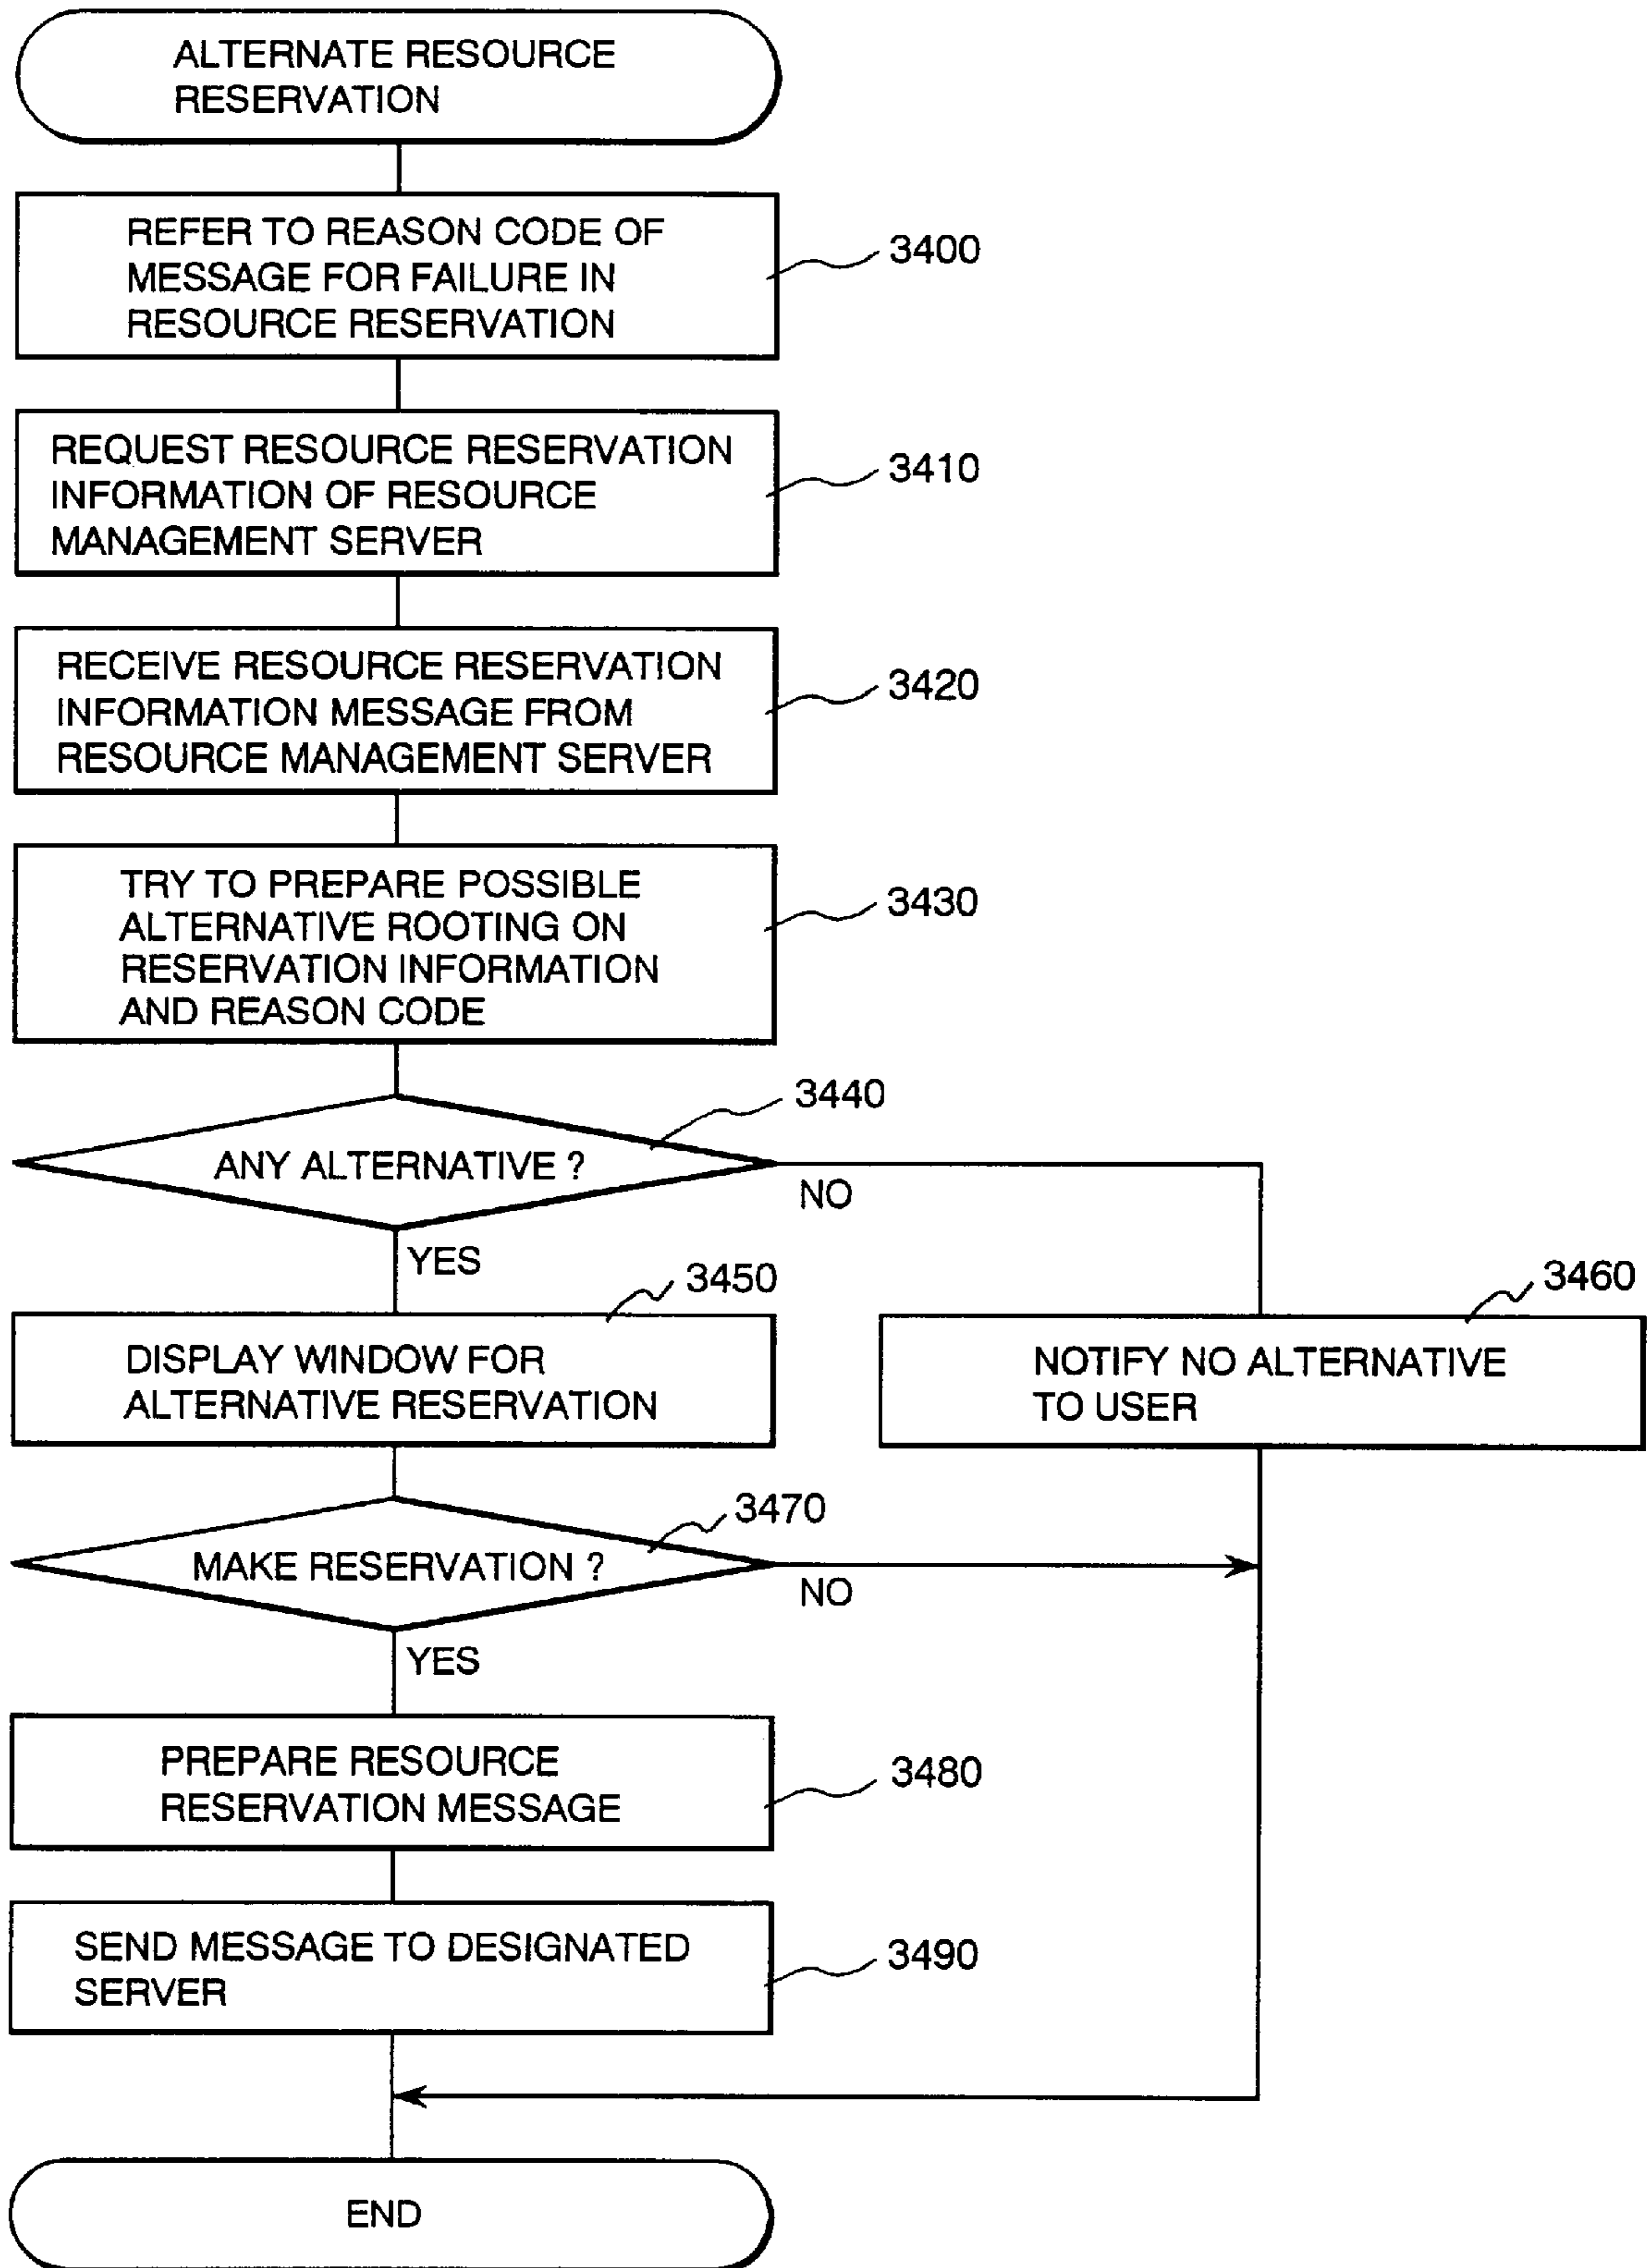 ALTERNATE RESOURCE
RESERVATION
REFER TO REASON CODE OF
MESSAGE FOR FAILURE IN
RESOURCE RESERVATION
3400
REQUEST RESOURCE RESERVATION
INFORMATION OF RESOURCE
MANAGEMENT SERVER
3410
RECEIVE RESOURCE RESERVATION
INFORMATION MESSAGE FROM
RESOURCE MANAGEMENT SERVER
3420
TRY TO PREPARE POSSIBLE
ALTERNATIVE ROOTING ON
RESERVATION INFORMATION
AND REASON CODE
3430
3440
ANY ALTERNATIVE ?
NO
YES
3450
DISPLAY WINDOW FOR
ALTERNATIVE RESERVATION
3460
NOTIFY NO ALTERNATIVE
TO USER
3470
MAKE RESERVATION ?
NO
YES
PREPARE RESOURCE
RESERVATION MESSAGE
3480
SEND MESSAGE TO DESIGNATED
SERVER
3490
END